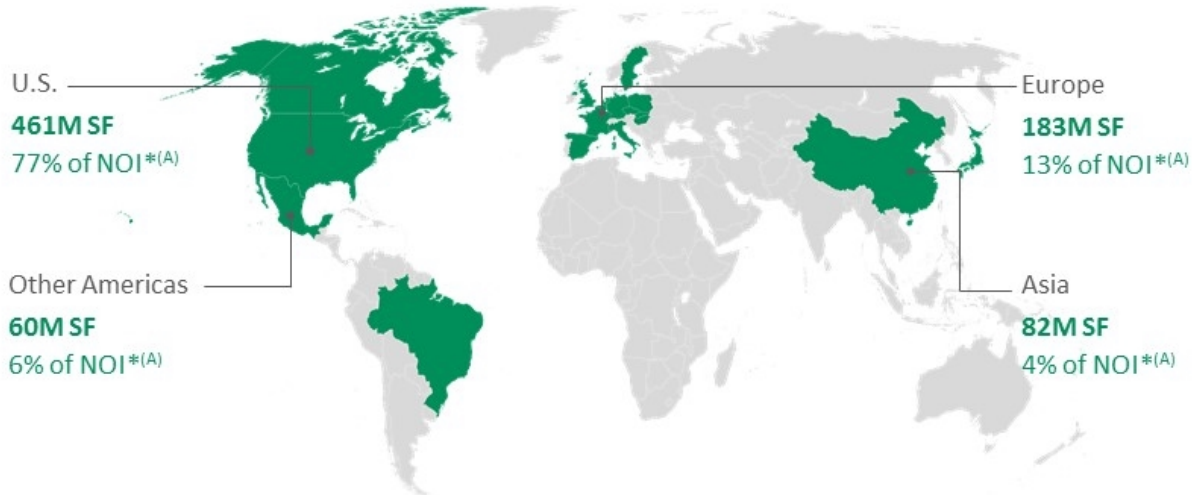 U.S.
461M SF
77% of NOI*(A)
Other Americas
60M SF
6% of NOI*(A)
Europe
183M SF
13% of NOI*(A)
Asia
82M SF
4% of NOI*(A)